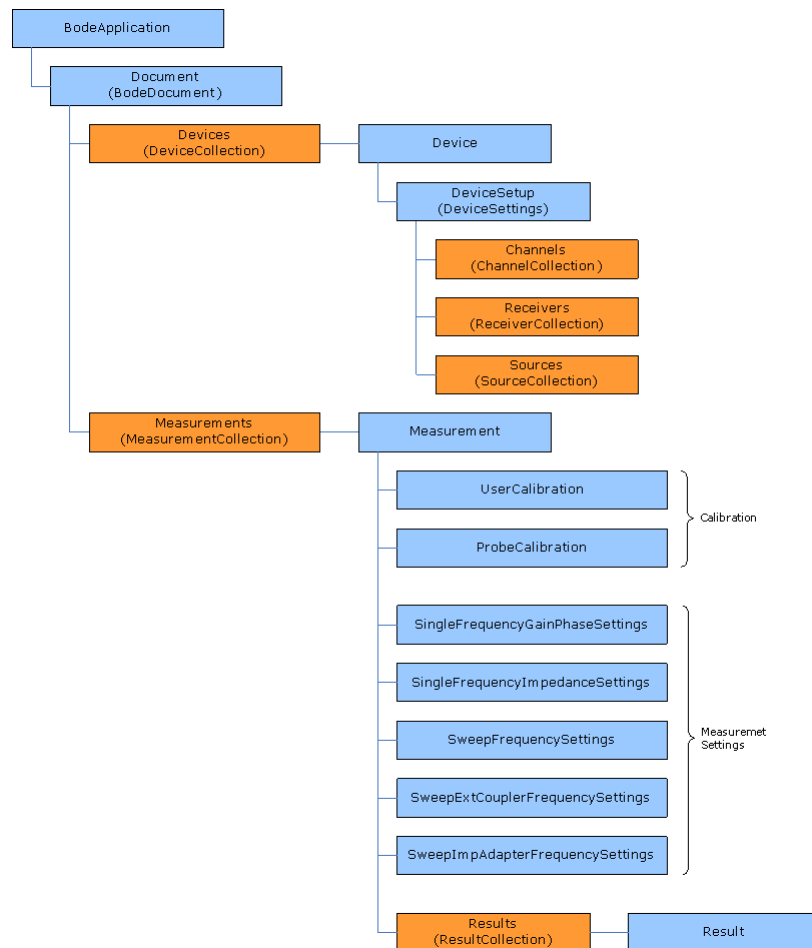 BodeApplication
Document
(BodeDocument)
Devices
(DeviceCollection)
Device
DeviceSetup
(DeviceSettings)
Channels
(ChannelCollection)
Receivers
(ReceiverCollection)
Sources
(SourceCollection)
Measurements
(MeasurementCollection)
Measurement
UserCalibration
Calibration
ProbeCalibration
SingleFrequencyGainPhaseSettings
SingleFrequencyImpedanceSettings
SweepFrequencySettings
Measuremet
Settings
SweepExtCouplerFrequencySettings
SweepImpAdapterFrequencySettings
Results
(ResultCollection)
Result